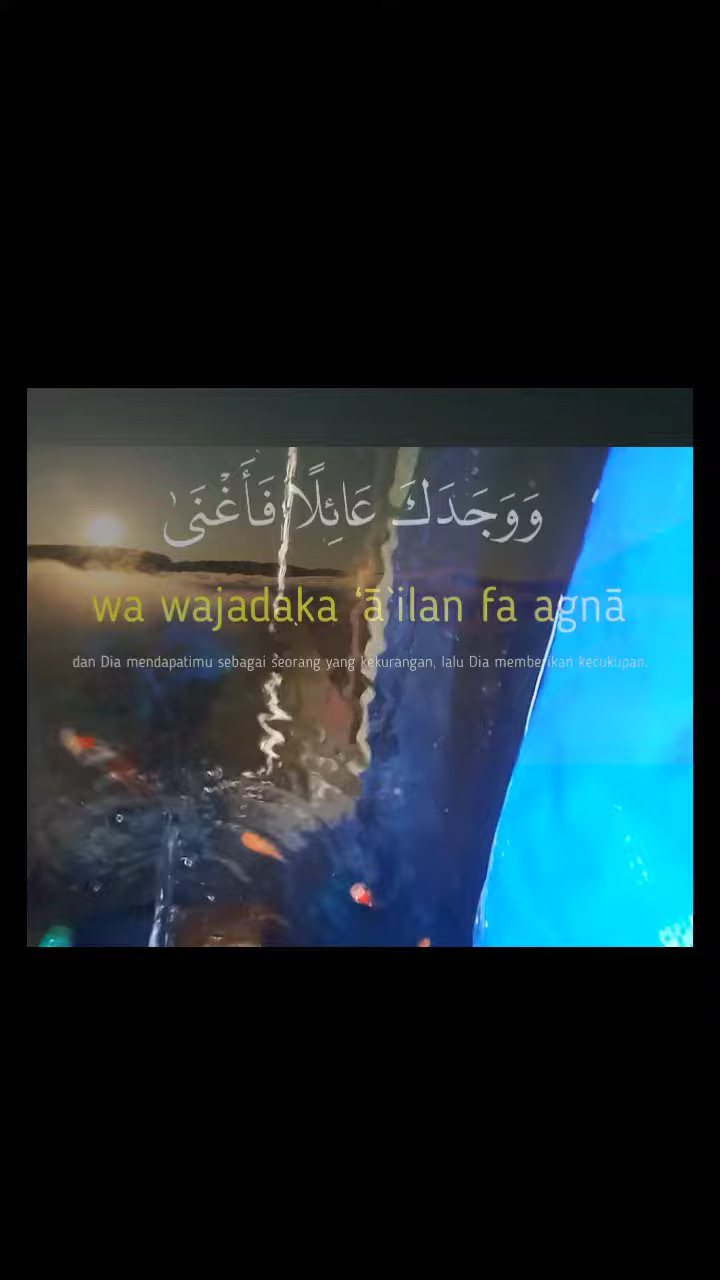 وَوَجَدَكَ عَائِلًا فَأَغْنَىٰ
wa wajadaka ‘ā`ilan fa agnā
dan Dia mendapatimu sebagai seorang yang kekurangan, lalu Dia memberikan kecukupan.